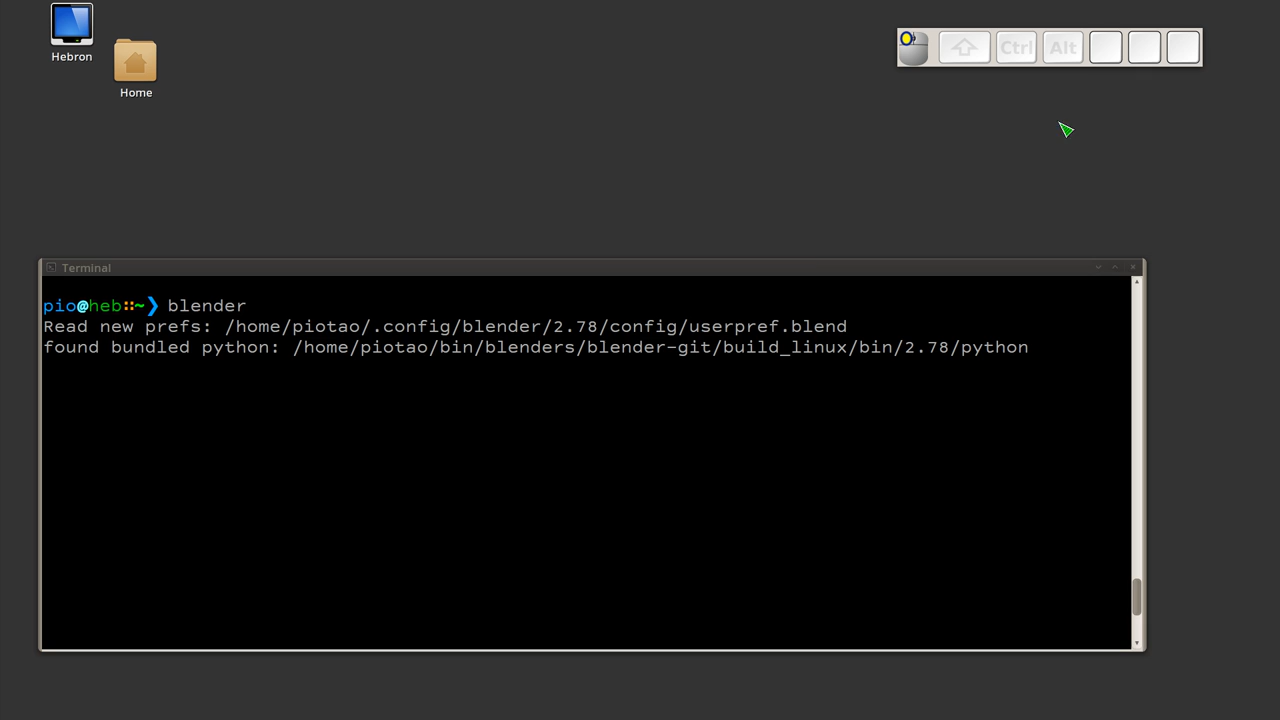 Hebron
Home
Ctrl Alt
Terminal
pio@heb::~❯ blender
Read new prefs: /home/piotao/.config/blender/2.78/config/userpref.blend
found bundled python: /home/piotao/bin/blenders/blender-git/build_linux/bin/2.78/python